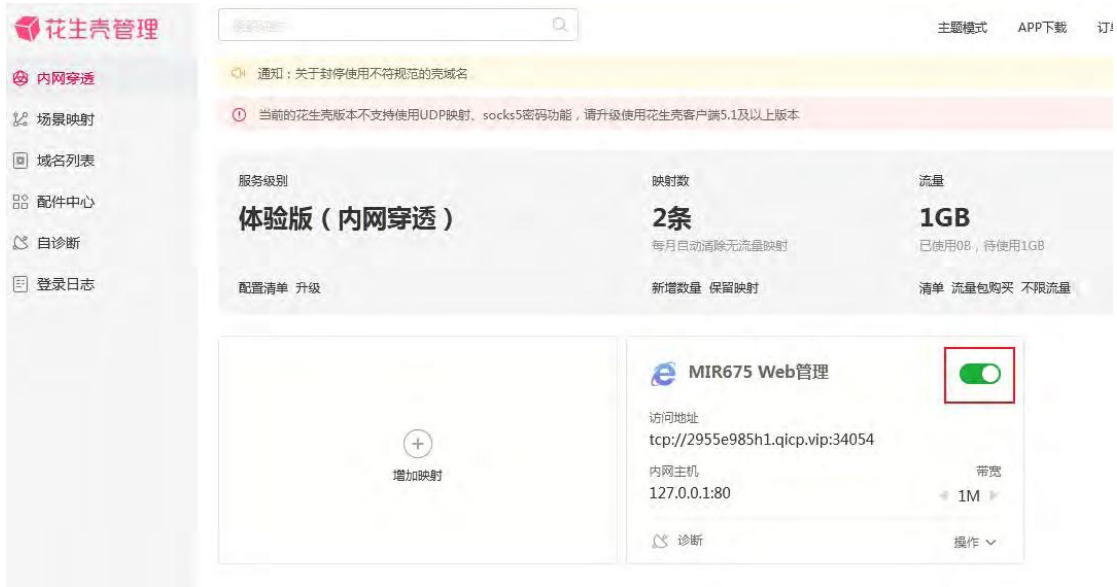 花生壳管理
主题模式 APP下载
内网穿透
场景映射
域名列表
配件中心
自诊断
登录日志
通知：关于封停使用不符规范的壳域名
当前的花生壳版本不支持使用UDP映射、socks5密码功能，请升级使用花生壳客户端5.1及以上版本
服务级别 映射数 流量
体验版（内网穿透） 2条 1GB
每月自动清除无流量映射 已使用0B，待使用1GB
配置清单 升级 新增数量 保留映射 清单 流量包购买 不限流量
增加映射
MIR675 Web管理
访问地址
tcp://2955e985h1.qicp.vip:34054
内网主机 带宽
127.0.0.1:80 1M
诊断 操作